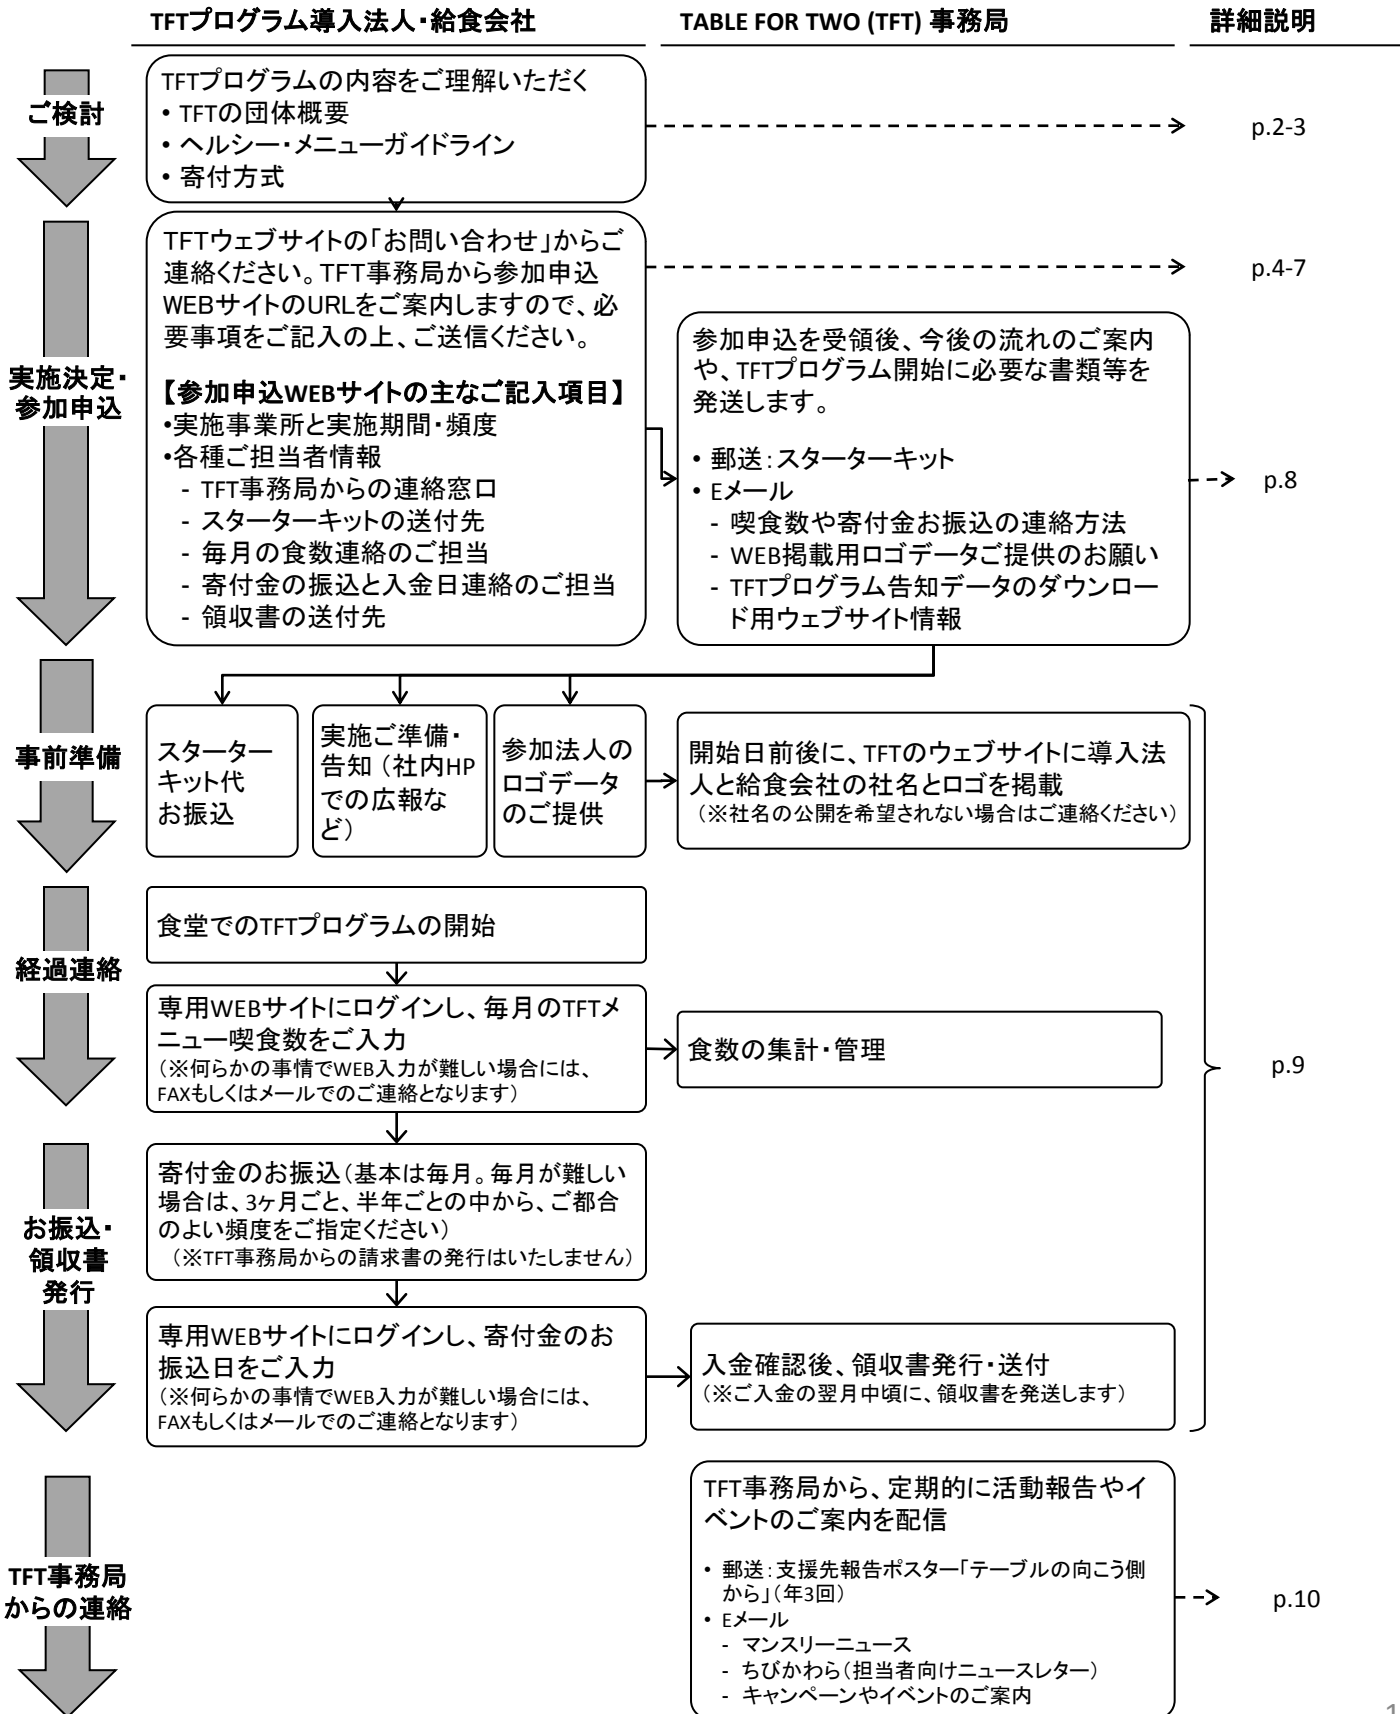 TFTプログラム導入法人・給食会社
TABLE FOR TWO (TFT) 事務局
詳細説明
ご検討
TFTプログラムの内容をご理解いただく
• TFTの団体概要
• ヘルシー・メニューガイドライン
• 寄付方式
p.2-3
実施決定・
参加申込
TFTウェブサイトの「お問い合わせ」からご
連絡ください。TFT事務局から参加申込
WEBサイトのURLをご案内しますので、必
要事項をご記入の上、ご送信ください。
【参加申込WEBサイトの主なご記入項目】
•実施事業所と実施期間・頻度
•各種ご担当者情報
- TFT事務局からの連絡窓口
- スターターキットの送付先
- 毎月の食数連絡のご担当
- 寄付金の振込と入金日連絡のご担当
- 領収書の送付先
p.4-7
参加申込を受領後、今後の流れのご案内
や、TFTプログラム開始に必要な書類等を
発送します。
• 郵送：スターターキット
• Eメール
- 喫食数や寄付金お振込の連絡方法
- WEB掲載用ロゴデータご提供のお願い
- TFTプログラム告知データのダウンロー
ド用ウェブサイト情報
p.8
事前準備
スターター
キット代
お振込
実施ご準備・
告知（社内HP
での広報な
ど）
参加法人の
ロゴデータ
のご提供
開始日前後に、TFTのウェブサイトに導入法
人と給食会社の社名とロゴを掲載
（※社名の公開を希望されない場合はご連絡ください）
経過連絡
食堂でのTFTプログラムの開始
専用WEBサイトにログインし、毎月のTFTメ
ニュー喫食数をご入力
（※何らかの事情でWEB入力が難しい場合には、
FAXもしくはメールでのご連絡となります）
食数の集計・管理
p.9
お振込・
領収書
発行
寄付金のお振込（基本は毎月。毎月が難しい
場合は、3ヶ月ごと、半年ごとの中から、ご都合
のよい頻度をご指定ください）
（※TFT事務局からの請求書の発行はいたしません）
専用WEBサイトにログインし、寄付金のお
振込日をご入力
（※何らかの事情でWEB入力が難しい場合には、
FAXもしくはメールでのご連絡となります）
入金確認後、領収書発行・送付
（※ご入金の翌月中頃に、領収書を発送します）
TFT事務局
からの連絡
TFT事務局から、定期的に活動報告やイ
ベントのご案内を配信
• 郵送：支援先報告ポスター「テーブルの向こう側
から」（年3回）
• Eメール
- マンスリーニュース
- ちびかわら（担当者向けニュースレター）
- キャンペーンやイベントのご案内
p.10
1